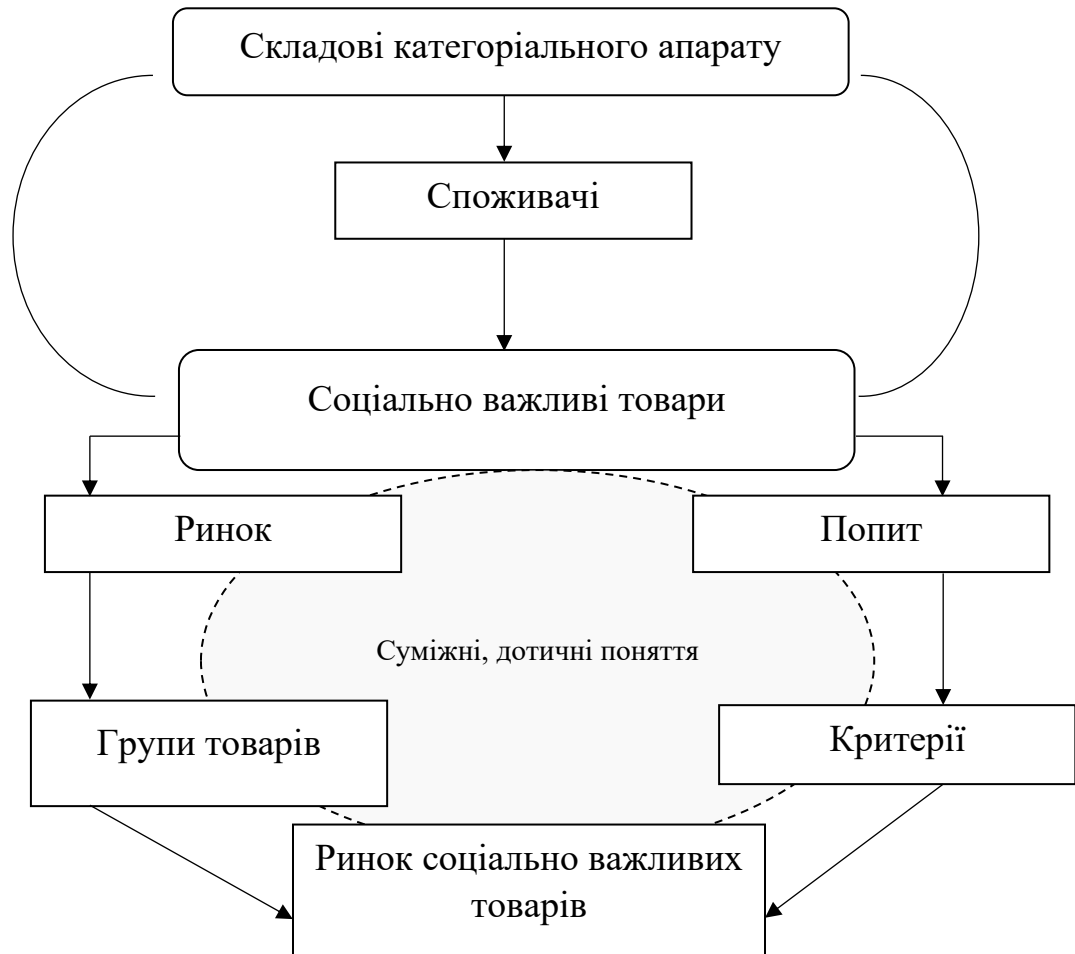 Складові категоріального апарату
Споживачі
Соціально важливі товари
Ринок
Попит
Суміжні, дотичні поняття
Групи товарів
Критерії
Ринок соціально важливих
товарів